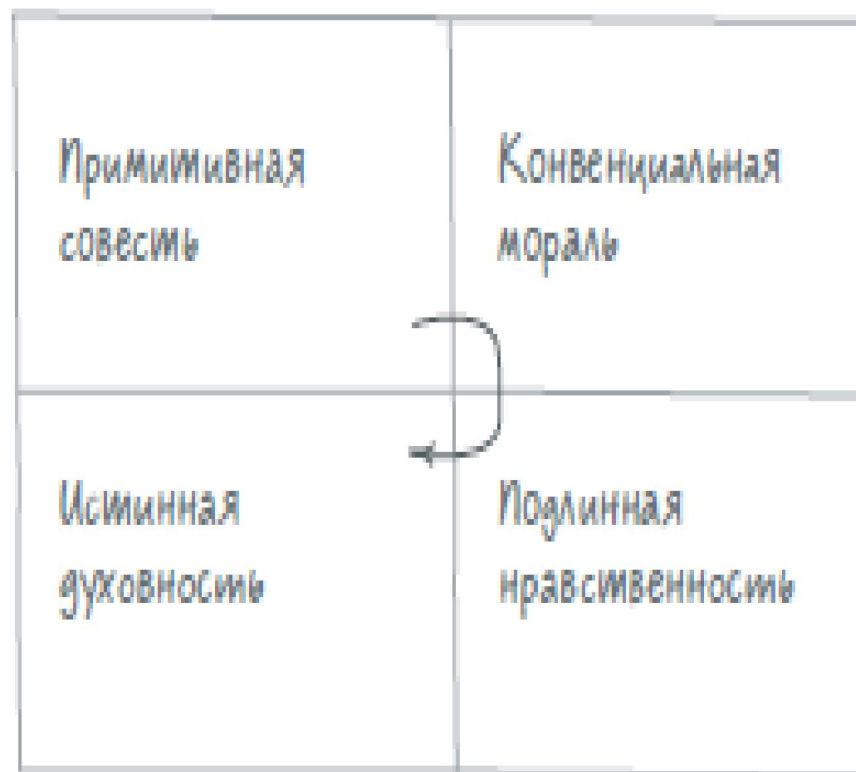 Примитивная
совесть
Конвенциальная
мораль
Истинная
духовность
Подлинная
нравственность